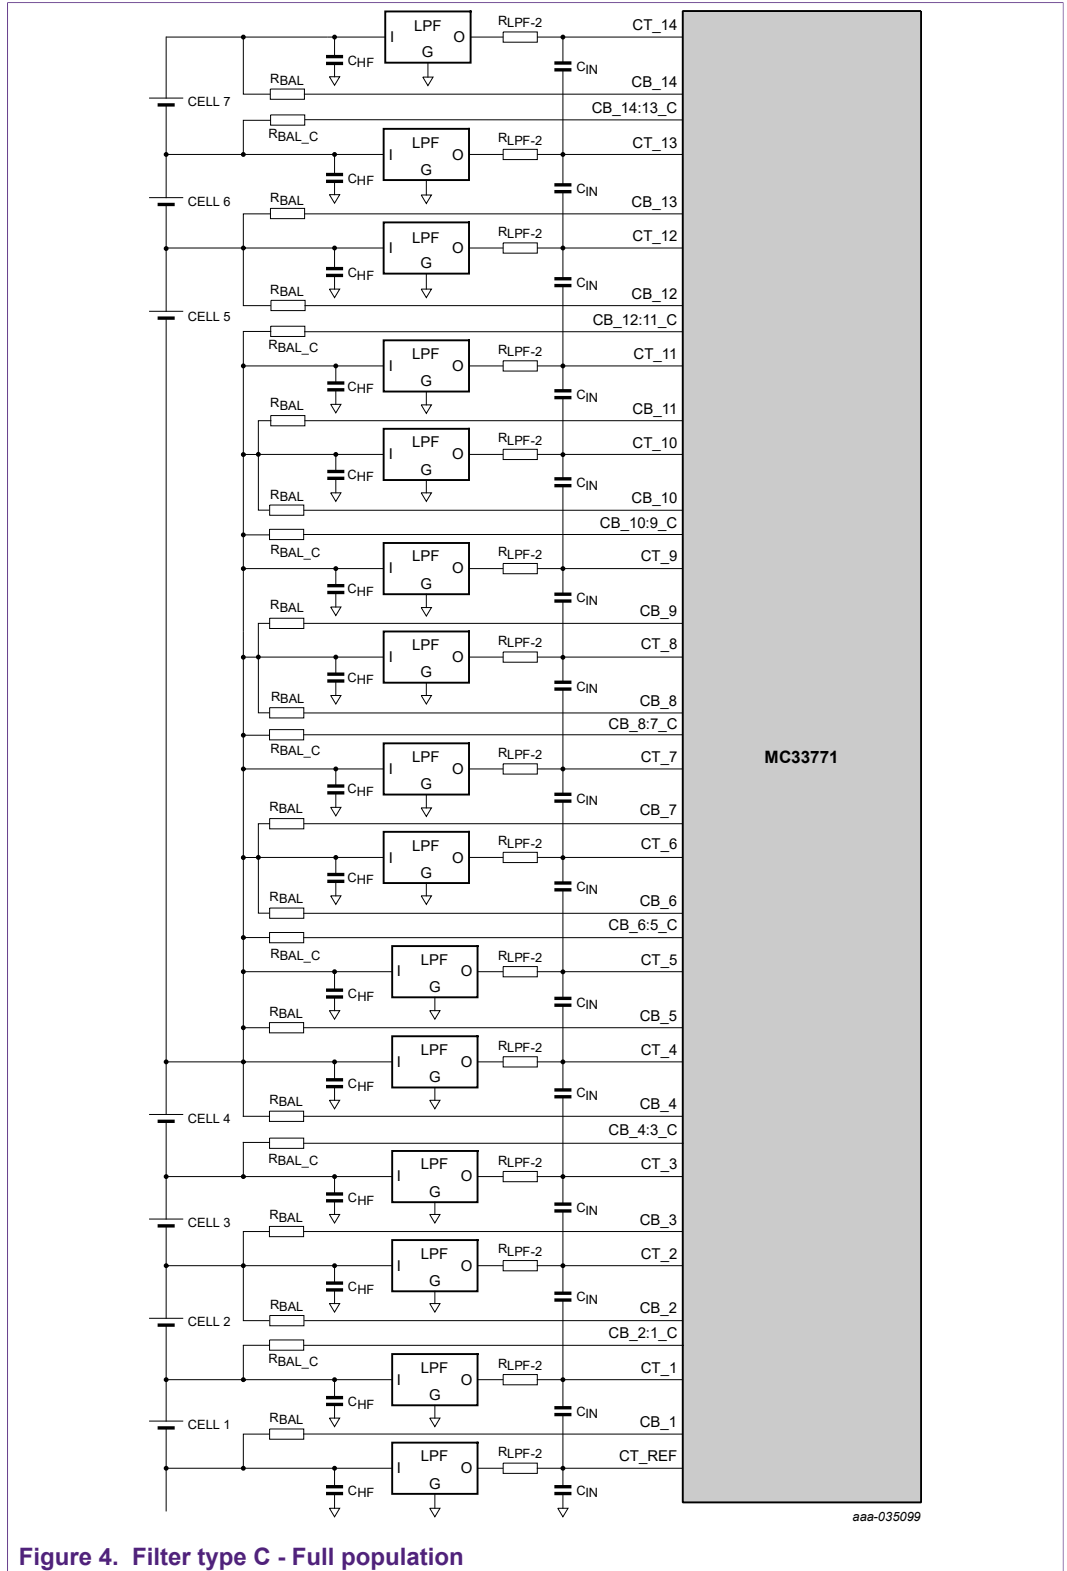 LPF RLPF-2 CT_14
I O
G
CHF CIN
RBAL CB_14
CELL 7 CB_14:13_C
RBAL_C LPF RLPF-2 CT_13
I O
G
CHF CIN
CELL 6 RBAL CB_13
LPF RLPF-2 CT_12
I O
G
CHF CIN
RBAL CB_12
CELL 5 CB_12:11_C
RBAL_C LPF RLPF-2 CT_11
I O
G
CHF CIN
RBAL CB_11
LPF RLPF-2 CT_10
I O
G
CHF CIN
RBAL CB_10
CB_10:9_C
RBAL_C LPF RLPF-2 CT_9
I O
G
CHF CIN
RBAL CB_9
LPF RLPF-2 CT_8
I O
G
CHF CIN
RBAL CB_8
CB_8:7_C
RBAL_C LPF RLPF-2 CT_7
MC33771
I O
G
CHF CIN
RBAL CB_7
LPF RLPF-2 CT_6
I O
G
CHF CIN
RBAL CB_6
CB_6:5_C
RBAL_C LPF RLPF-2 CT_5
I O
G
CHF CIN
RBAL CB_5
LPF RLPF-2 CT_4
I O
G
CHF CIN
RBAL CB_4
CELL 4 CB_4:3_C
RBAL_C LPF RLPF-2 CT_3
I O
G
CHF CIN
CELL 3 RBAL CB_3
LPF RLPF-2 CT_2
I O
G
CHF CIN
RBAL CB_2
CELL 2 CB_2:1_C
RBAL_C LPF RLPF-2 CT_1
I O
G
CHF CIN
CELL 1 RBAL CB_1
LPF RLPF-2 CT_REF
I O
G
CHF CIN
aaa-035099
Figure 4. Filter type C - Full population